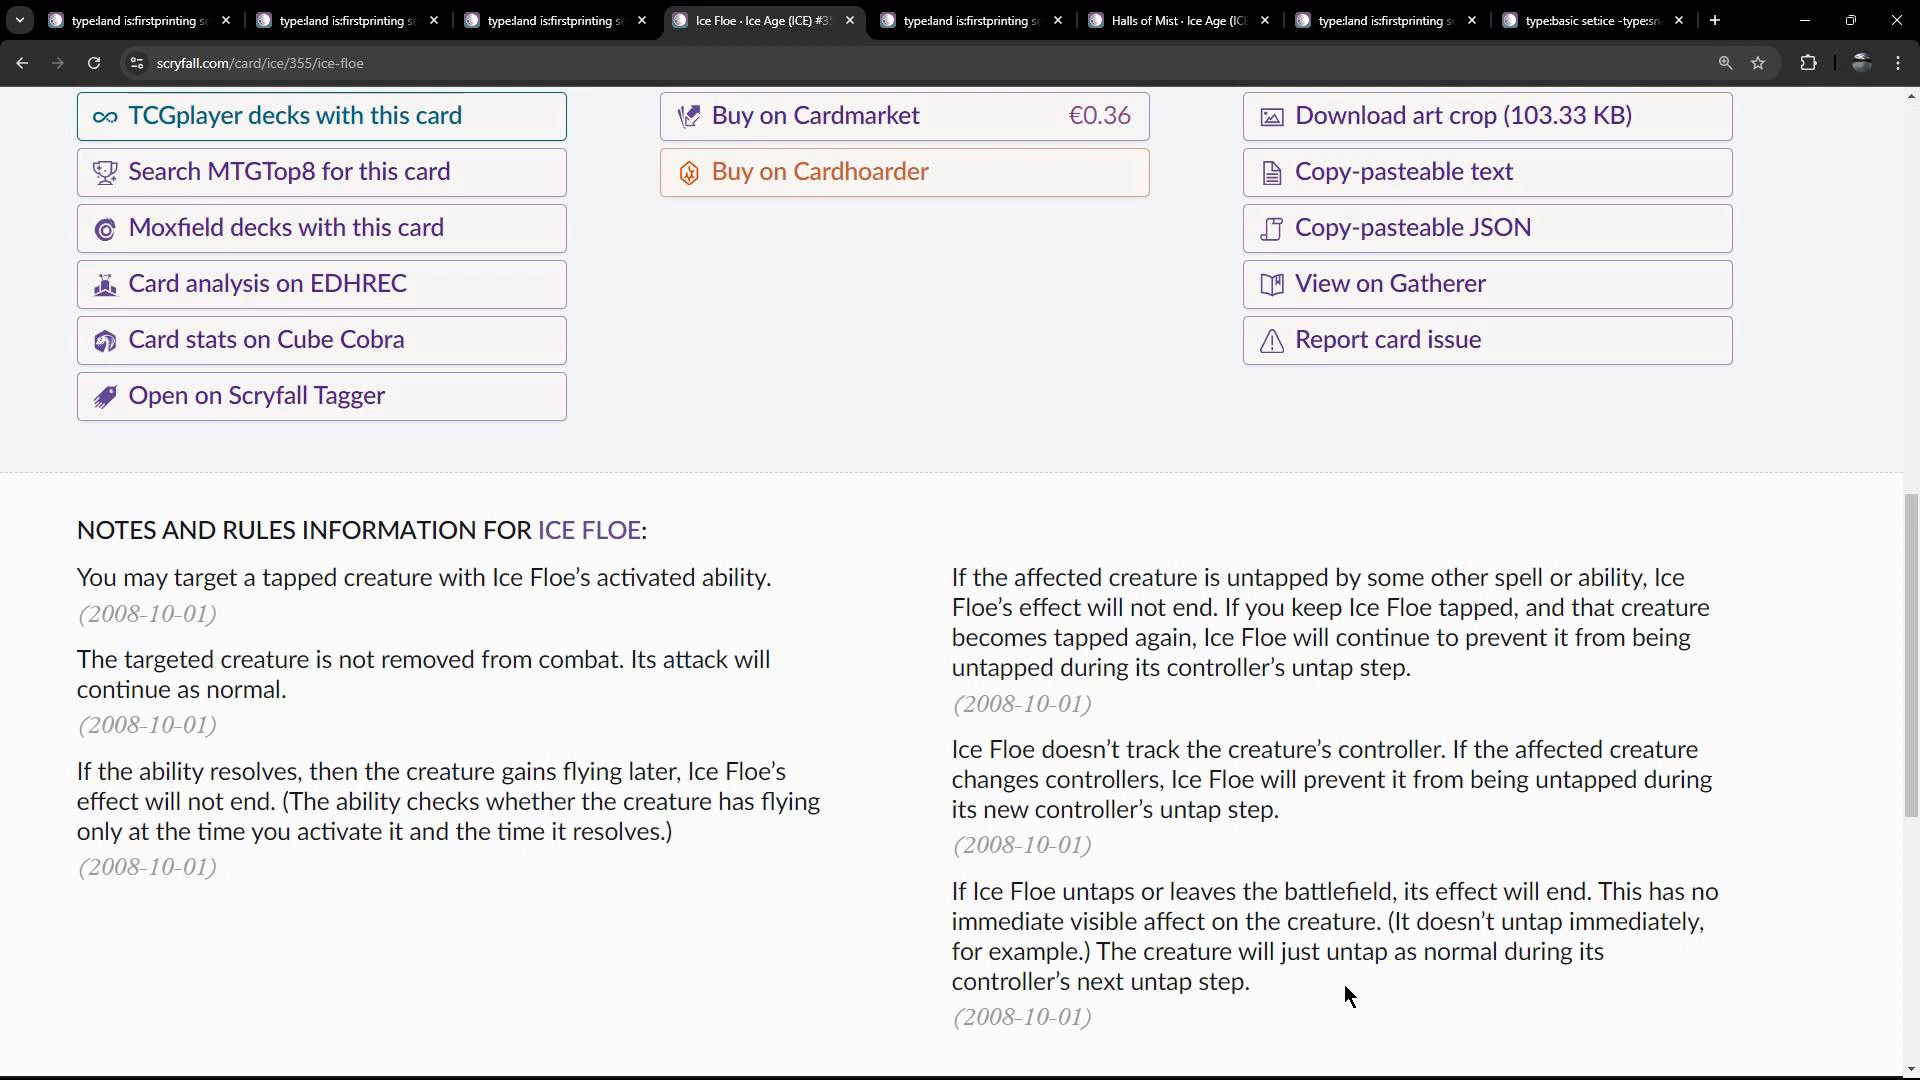 type:land is:firstprinting s
type:land is:firstprinting s
type:land is:firstprinting s
Ice Floe · Ice Age (ICE) #3
type:land is:firstprinting s
Halls of Mist · Ice Age (ICE
type:land is:firstprinting s
type:basic set:ice -type:sn
scryfall.com/card/ice/355/ice-floe
TCGplayer decks with this card
Search MTGTop8 for this card
Moxfield decks with this card
Card analysis on EDHREC
Card stats on Cube Cobra
Open on Scryfall Tagger
Buy on Cardmarket €0.36
Buy on Cardhoarder
Download art crop (103.33 KB)
Copy-pasteable text
Copy-pasteable JSON
View on Gatherer
Report card issue
NOTES AND RULES INFORMATION FOR ICE FLOE:
You may target a tapped creature with Ice Floe’s activated ability.
(2008-10-01)
The targeted creature is not removed from combat. Its attack will
continue as normal.
(2008-10-01)
If the ability resolves, then the creature gains flying later, Ice Floe’s
effect will not end. (The ability checks whether the creature has flying
only at the time you activate it and the time it resolves.)
(2008-10-01)
If the affected creature is untapped by some other spell or ability, Ice
Floe’s effect will not end. If you keep Ice Floe tapped, and that creature
becomes tapped again, Ice Floe will continue to prevent it from being
untapped during its controller’s untap step.
(2008-10-01)
Ice Floe doesn’t track the creature’s controller. If the affected creature
changes controllers, Ice Floe will prevent it from being untapped during
its new controller’s untap step.
(2008-10-01)
If Ice Floe untaps or leaves the battlefield, its effect will end. This has no
immediate visible affect on the creature. (It doesn’t untap immediately,
for example.) The creature will just untap as normal during its
controller’s next untap step.
(2008-10-01)